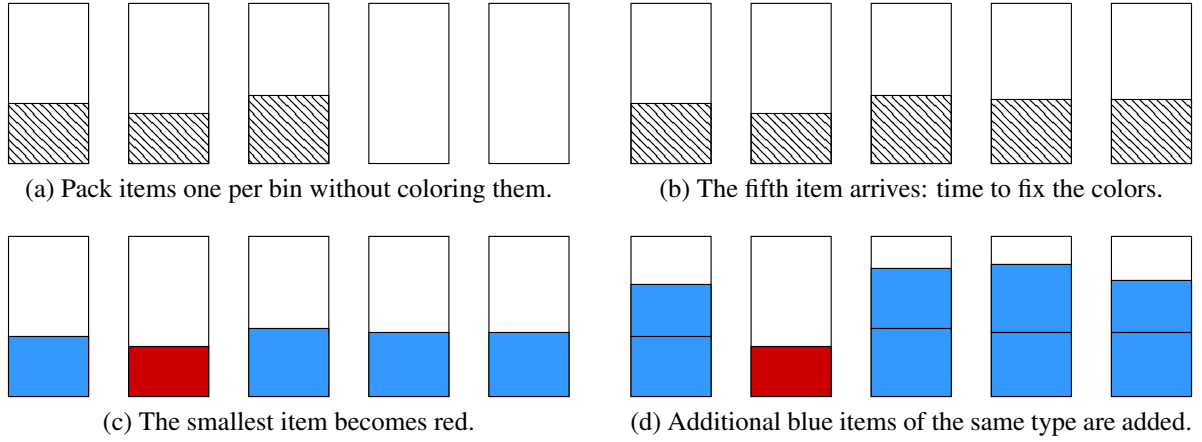 (a) Pack items one per bin without coloring them.
(b) The fifth item arrives: time to fix the colors.
(c) The smallest item becomes red.
(d) Additional blue items of the same type are added.